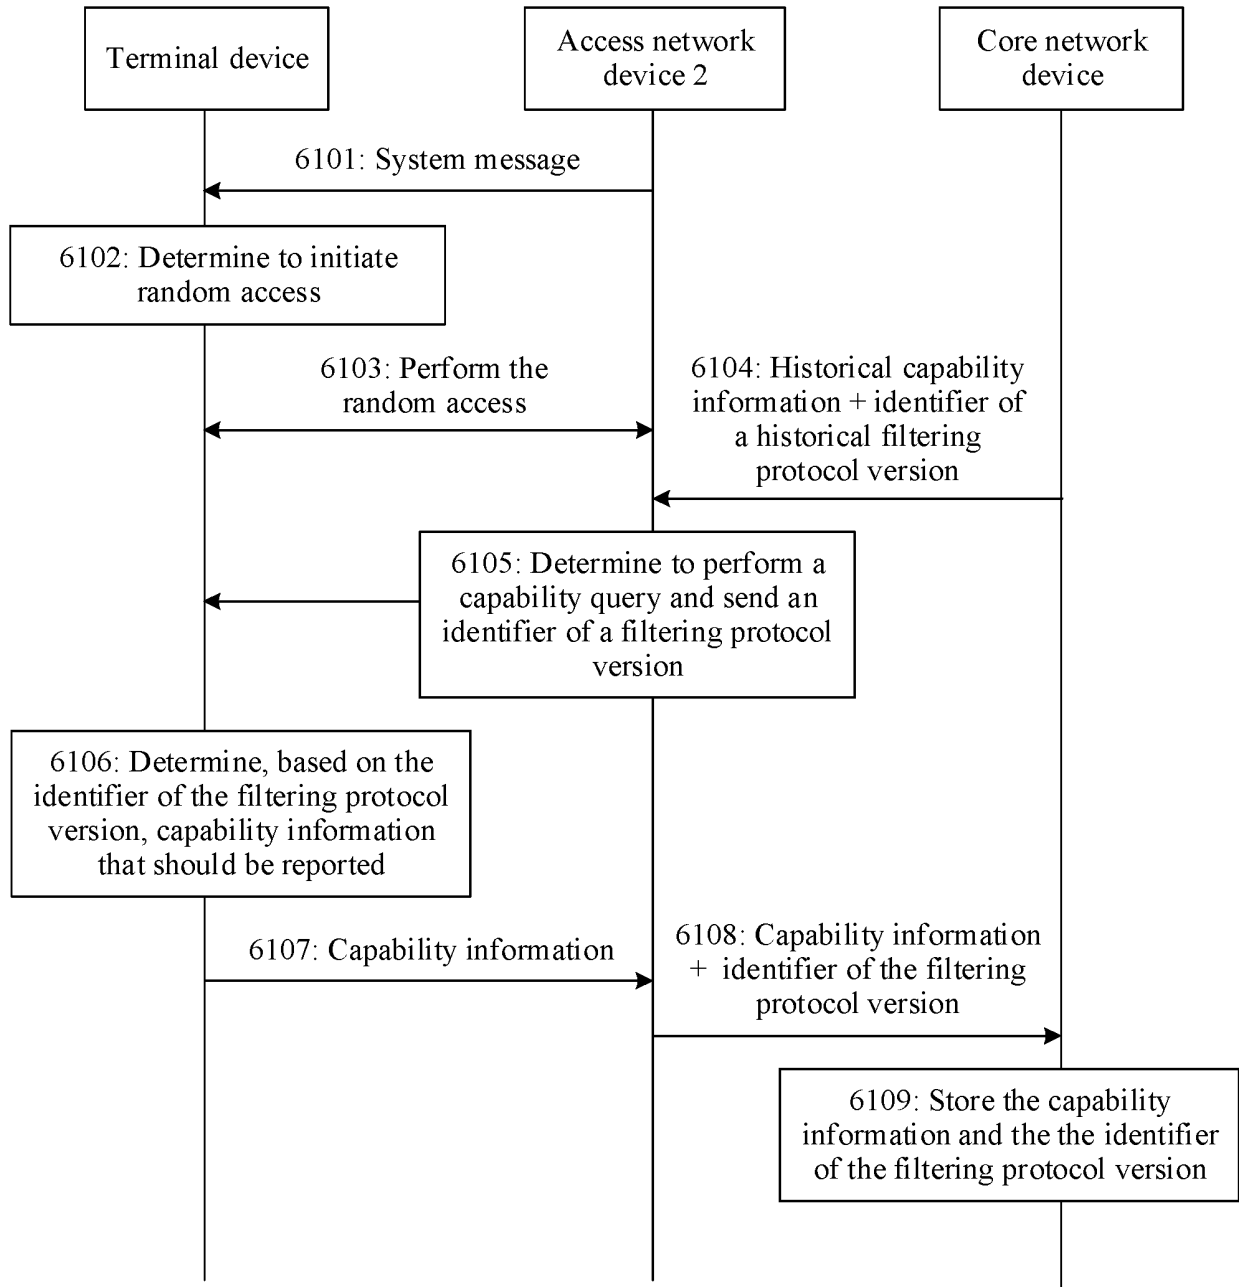 Terminal device
Access network
device 2
Core network
device
6101: System message
6102: Determine to initiate
random access
6103: Perform the
random access
6104: Historical capability
information + identifier of
a historical filtering
protocol version
6105: Determine to perform a
capability query and send an
identifier of a filtering protocol
version
6106: Determine, based on the
identifier of the filtering protocol
version, capability information
that should be reported
6107: Capability information
6108: Capability information
+ identifier of the filtering
protocol version
6109: Store the capability
information and the the identifier
of the filtering protocol version